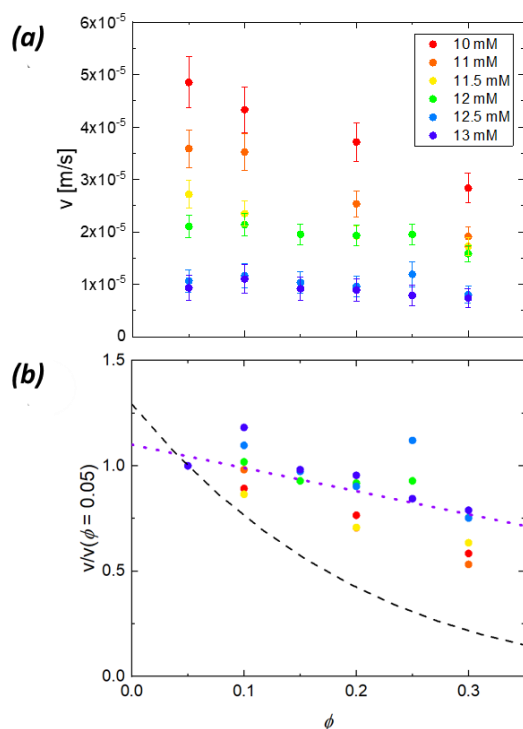 (a)
6x10⁻⁵
5x10⁻⁵
4x10⁻⁵
3x10⁻⁵
2x10⁻⁵
1x10⁻⁵
0
v [m/s]
10 mM
11 mM
11.5 mM
12 mM
12.5 mM
13 mM
(b)
1.5
1.0
0.5
0.0
v/v(ϕ = 0.05)
0.0 0.1 0.2 0.3
ϕ